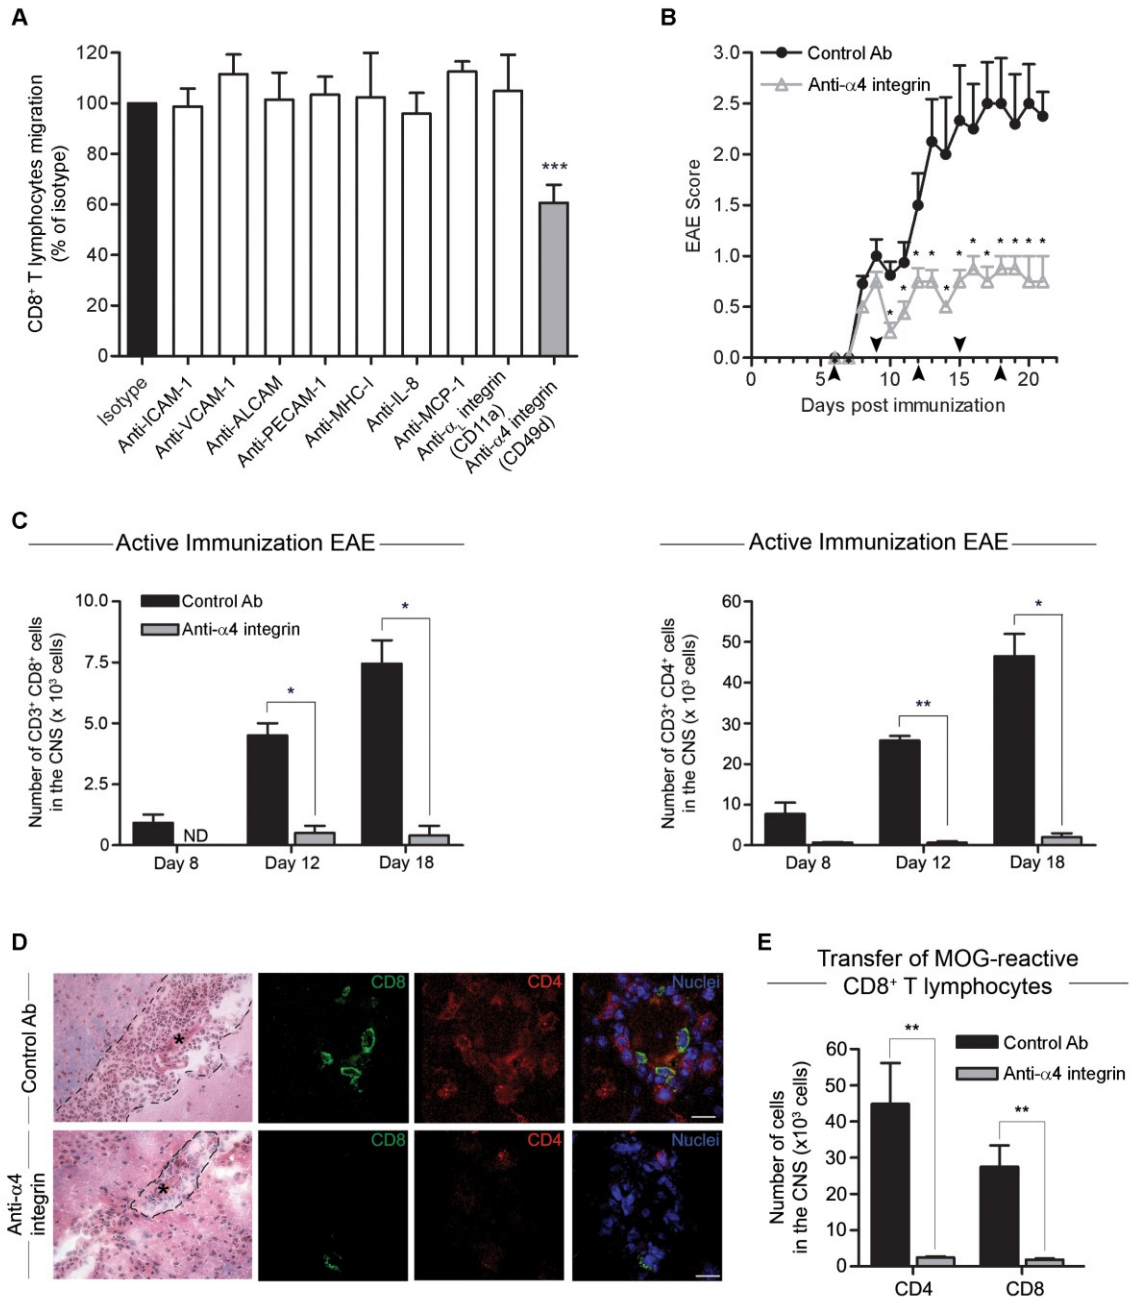 A
CD8⁺ T lymphocytes migration
(% of isotype)
120
100
80
60
40
20
0
***
Isotype
Anti-ICAM-1
Anti-VCAM-1
Anti-ALCAM
Anti-PECAM-1
Anti-MHC-I
Anti-IL-8
Anti-MCP-1
Anti-αL integrin
(CD11a)
Anti-α4 integrin
(CD49d)
B
Control Ab
Anti-α4 integrin
EAE Score
3.0
2.5
2.0
1.5
1.0
0.5
0.0
* * * * * * * * * * * *
0 5 10 15 20
Days post immunization
C
Active Immunization EAE
Number of CD3⁺ CD8⁺ cells
in the CNS (x 10³ cells)
10.0
7.5
5.0
2.5
0
Control Ab
Anti-α4 integrin
ND
*
*
Day 8 Day 12 Day 18
Active Immunization EAE
Number of CD3⁺ CD4⁺ cells
in the CNS (x 10³ cells)
60
50
40
30
20
10
0
**
*
Day 8 Day 12 Day 18
D
Control Ab
*
CD8
CD4
Nuclei
Anti-α4
integrin
*
CD8
CD4
Nuclei
E
Transfer of MOG-reactive
CD8⁺ T lymphocytes
Number of cells
in the CNS (x10³ cells)
60
50
40
30
20
10
0
**
**
Control Ab
Anti-α4 integrin
CD4 CD8